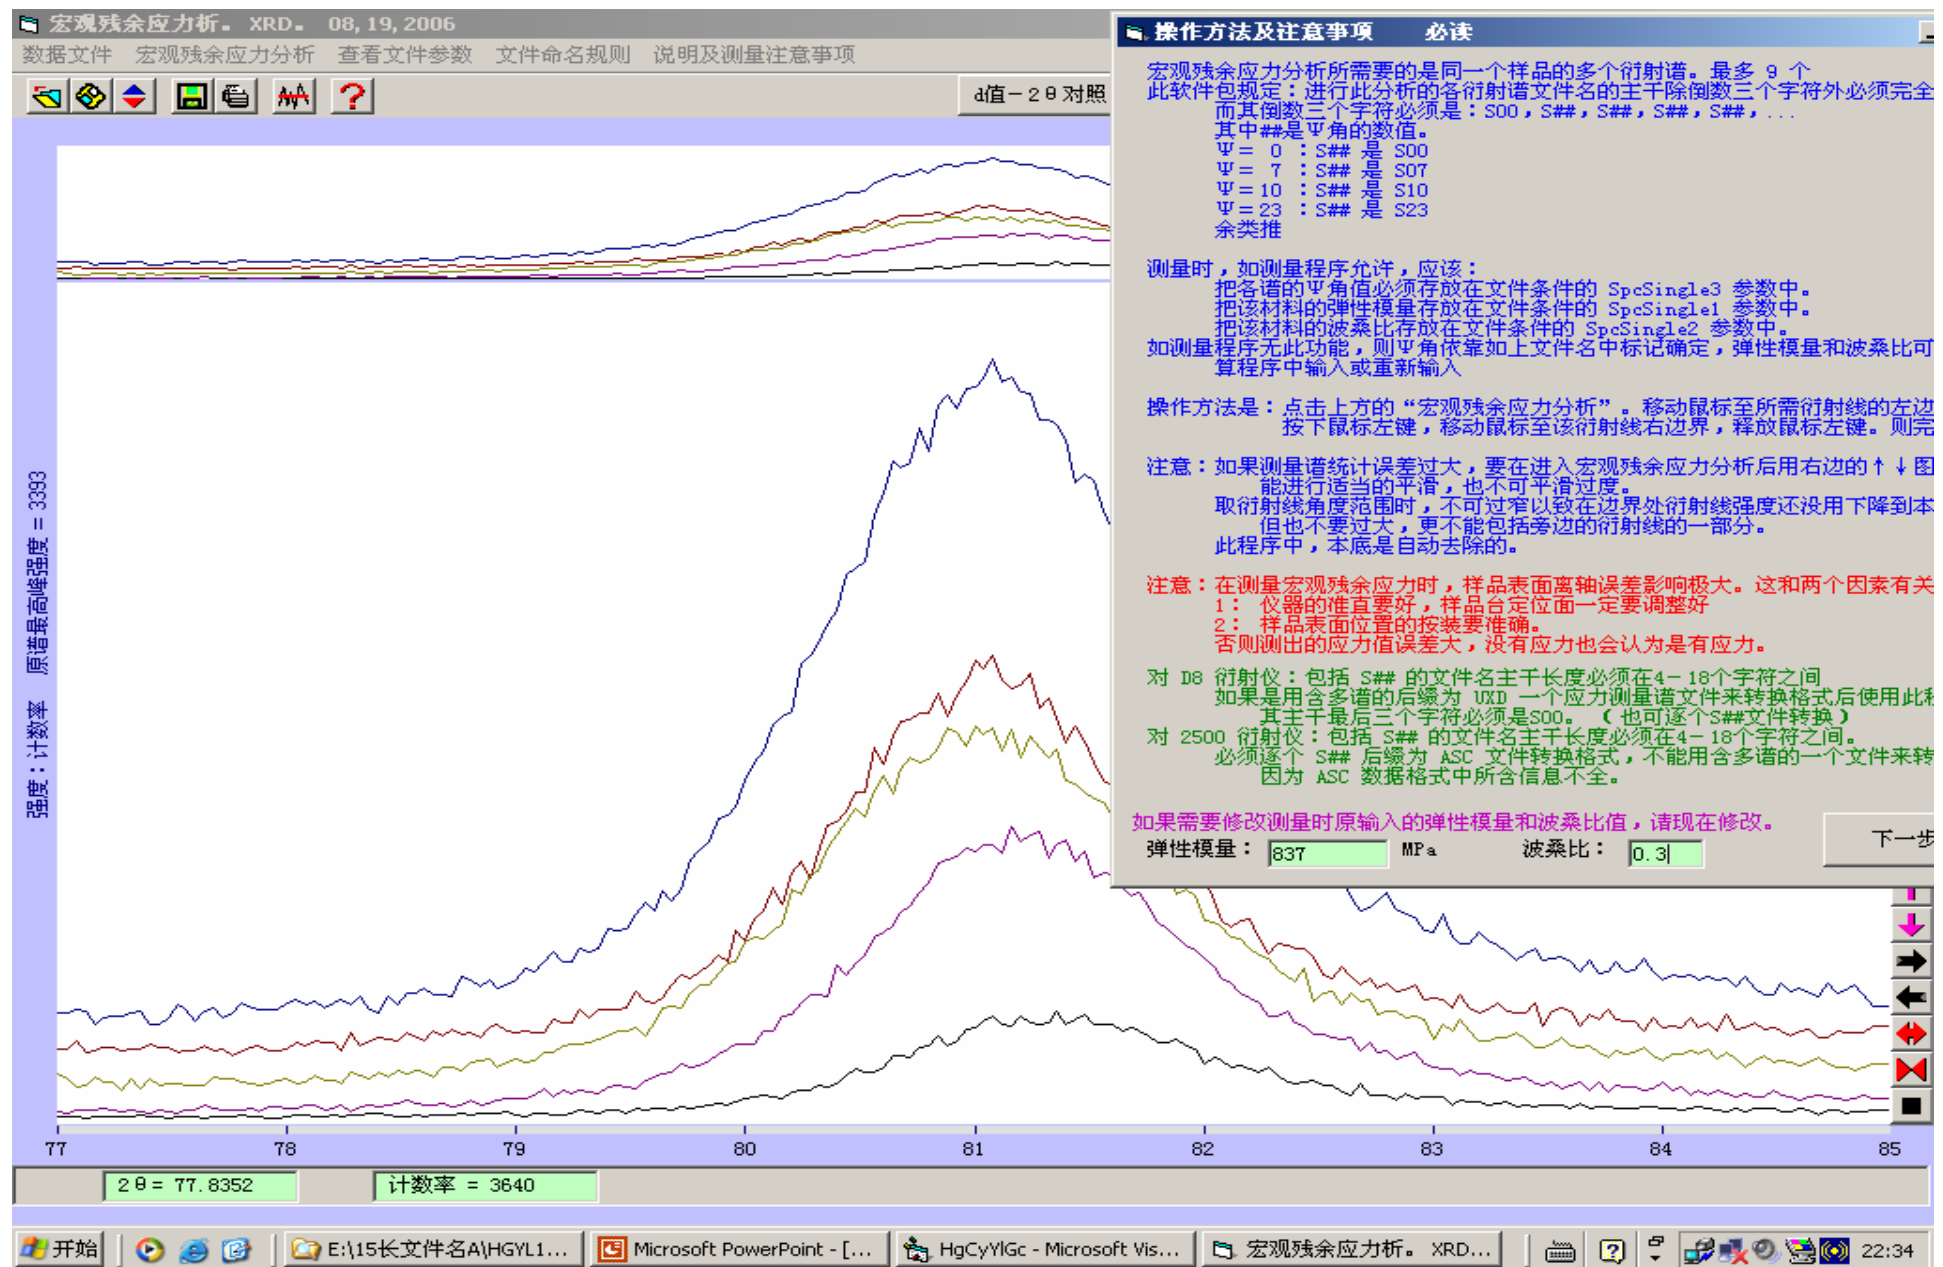 宏观残余应力析。 XRD。 08,19,2006
数据文件 宏观残余应力分析 查看文件参数 文件命名规则 说明及测量注意事项
d值－2θ对照
强度：计数率 原谱最高峰强度 = 3393
77 78 79 80 81 82 83 84 85
2θ= 77.8352 计数率 = 3640
操作方法及注意事项 必读
宏观残余应力分析所需要的是同一个样品的多个衍射谱。最多 9 个
此软件包规定：进行此分析的各衍射谱文件名的主干除倒数三个字符外必须完全
而其倒数三个字符必须是：S00，S##，S##，S##，S##，...
其中##是Ψ角的数值。
Ψ＝ 0 ：S## 是 S00
Ψ＝ 7 ：S## 是 S07
Ψ＝10 ：S## 是 S10
Ψ＝23 ：S## 是 S23
余类推
测量时，如测量程序允许，应该：
把各谱的Ψ角值必须存放在文件条件的 SpcSingle3 参数中。
把该材料的弹性模量存放在文件条件的 SpcSingle1 参数中。
把该材料的波桑比存放在文件条件的 SpcSingle2 参数中。
如测量程序无此功能，则Ψ角依靠如上文件名中标记确定，弹性模量和波桑比可
算程序中输入或重新输入
操作方法是：点击上方的“宏观残余应力分析”。移动鼠标至所需衍射线的左边
按下鼠标左键，移动鼠标至该衍射线右边界，释放鼠标左键。则完
注意：如果测量谱统计误差过大，要在进入宏观残余应力分析后用右边的↑↓图
能进行适当的平滑，也不可平滑过度。
取衍射线角度范围时，不可过窄以致在边界处衍射线强度还没用下降到本
但也不要过大，更不能包括旁边的衍射线的一部分。
此程序中，本底是自动去除的。
注意：在测量宏观残余应力时，样品表面离轴误差影响极大。这和两个因素有关
1： 仪器的准直要好，样品台定位面一定要调整好
2： 样品表面位置的按装要准确。
否则测出的应力值误差大，没有应力也会认为是有应力。
对 D8 衍射仪：包括 S## 的文件名主干长度必须在4－18个字符之间
如果是用含多谱的后缀为 UXD 一个应力测量谱文件来转换格式后使用此
其主干最后三个字符必须是S00。 （也可逐个S##文件转换）
对 2500 衍射仪：包括 S## 的文件名主干长度必须在4－18个字符之间。
必须逐个 S## 后缀为 ASC 文件转换格式，不能用含多谱的一个文件来转
因为 ASC 数据格式中所含信息不全。
如果需要修改测量时原输入的弹性模量和波桑比值，请现在修改。
弹性模量： 837 MPa 波桑比： 0.3
下一步
开始 E:\15长文件名A\HGYL1... Microsoft PowerPoint - [... HgCyYlGc - Microsoft Vis... 宏观残余应力析。 XRD... 22:34